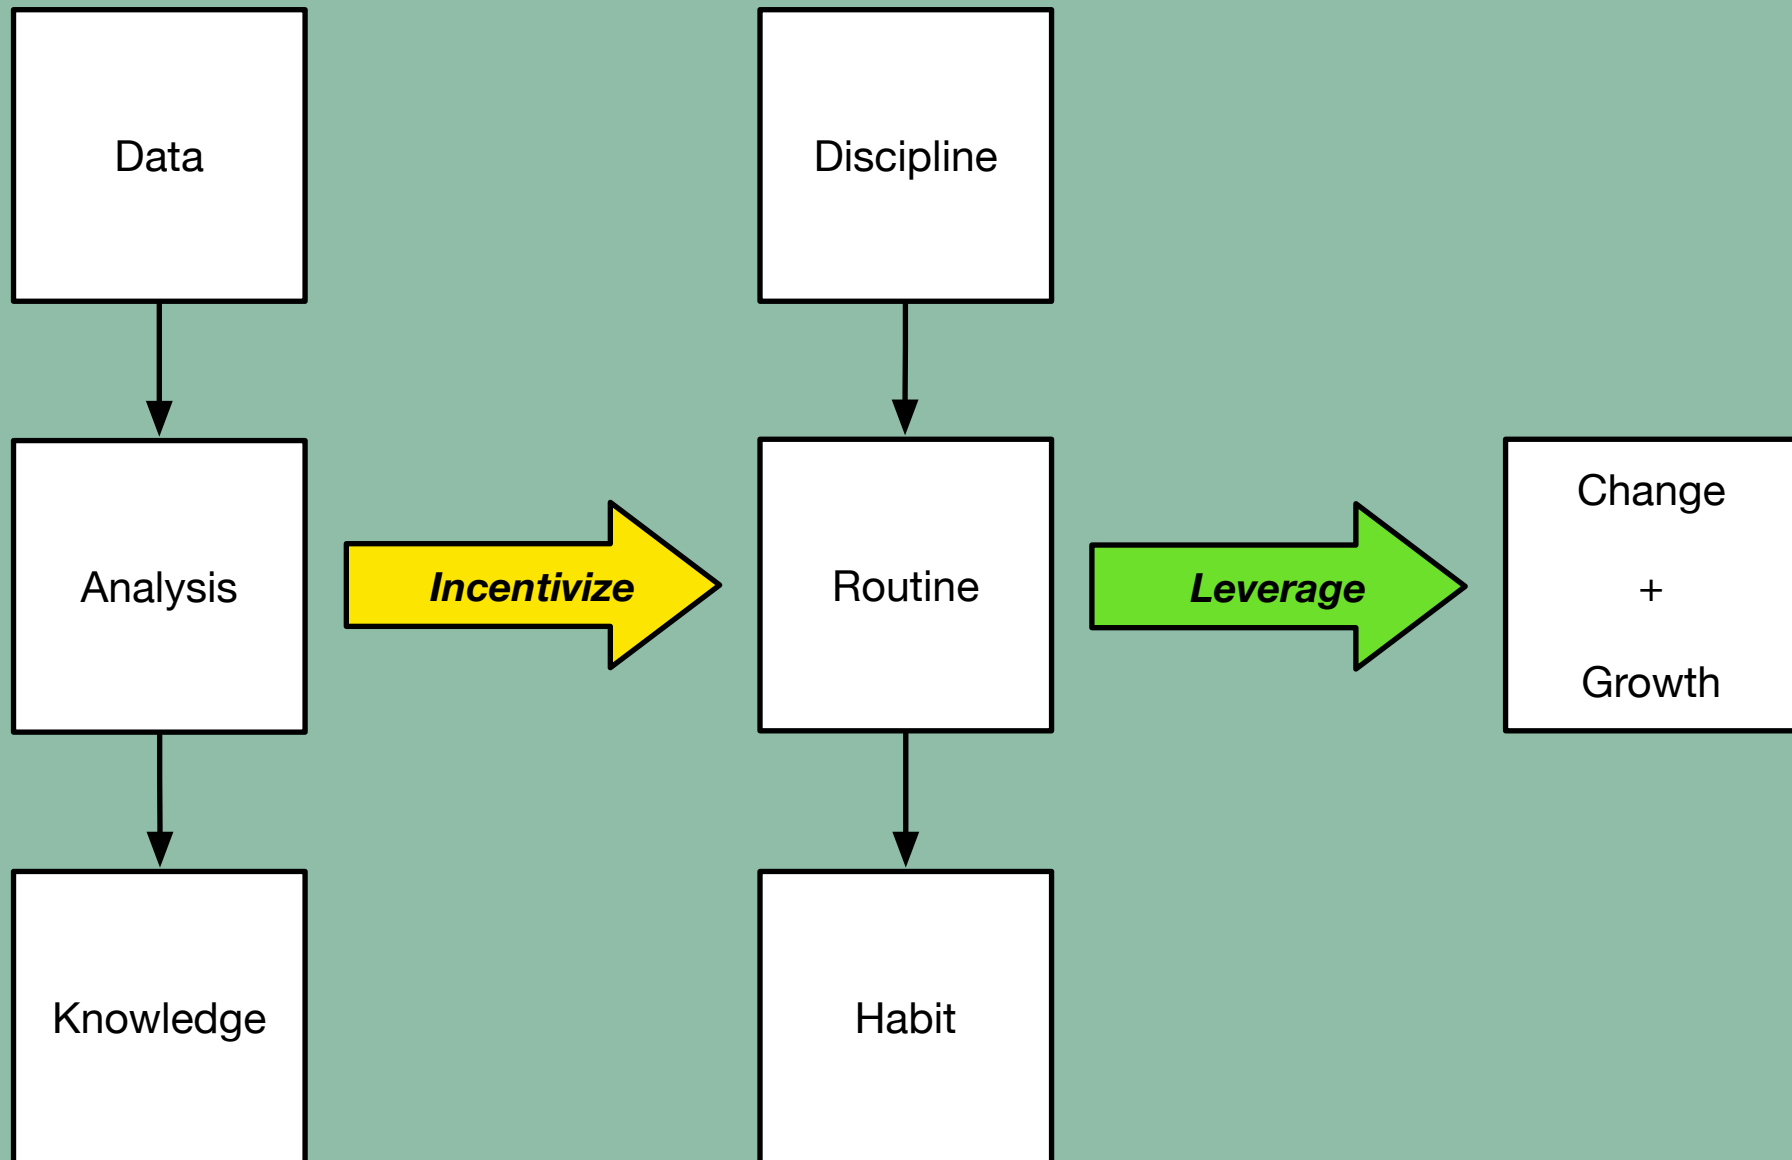 Data
Discipline
Analysis
Incentivize
Routine
Leverage
Change
+
Growth
Knowledge
Habit